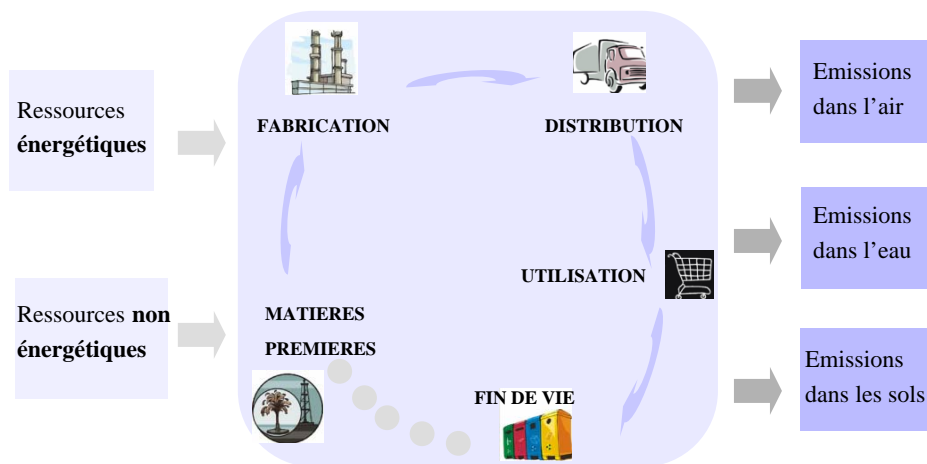 Ressources
énergétiques
Ressources non
énergétiques
FABRICATION
DISTRIBUTION
UTILISATION
MATIERES
PREMIERES
FIN DE VIE
Emissions
dans l’air
Emissions
dans l’eau
Emissions
dans les sols